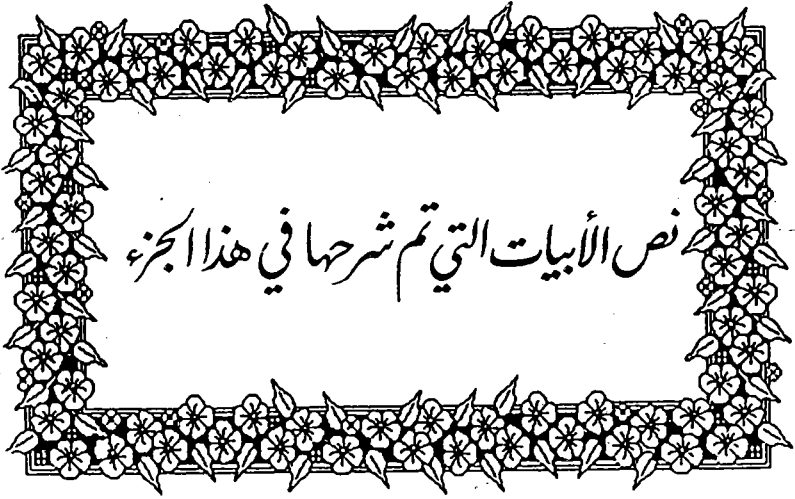 نص الأبيات التي تم شرحها في هذا الجزء